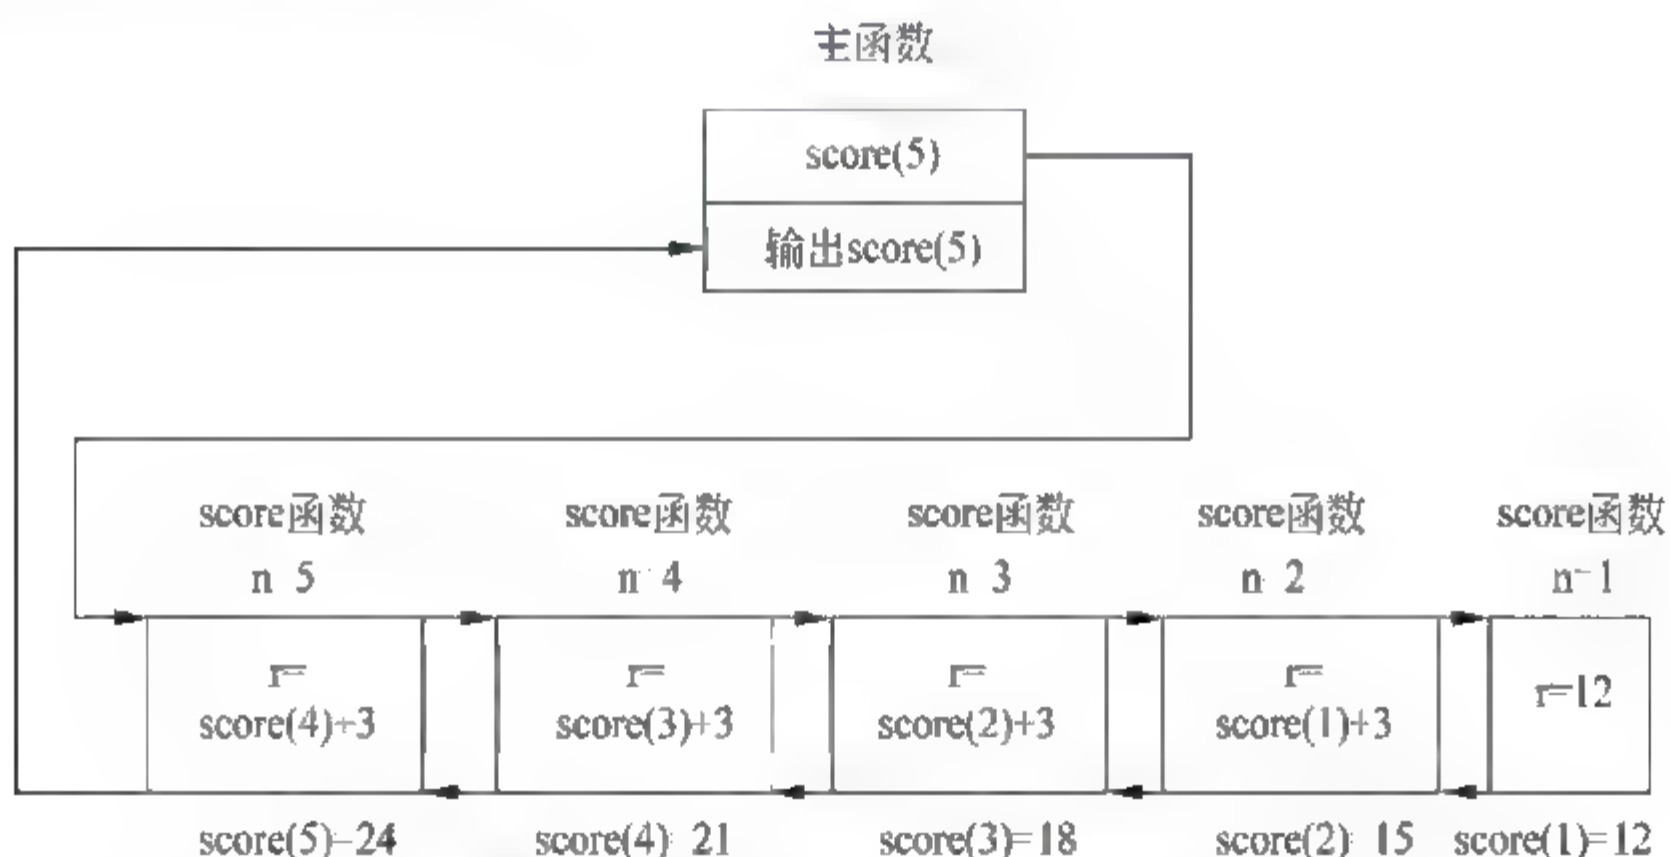 主函数
score(5)
输出score(5)
score函数 score函数 score函数 score函数 score函数
n 5 n 4 n 3 n 2 n=1
r= r= r= r= r=12
score(4)+3 score(3)+3 score(2)+3 score(1)+3
score(5)=24 score(4) 21 score(3)=18 score(2) 15 score(1)=12